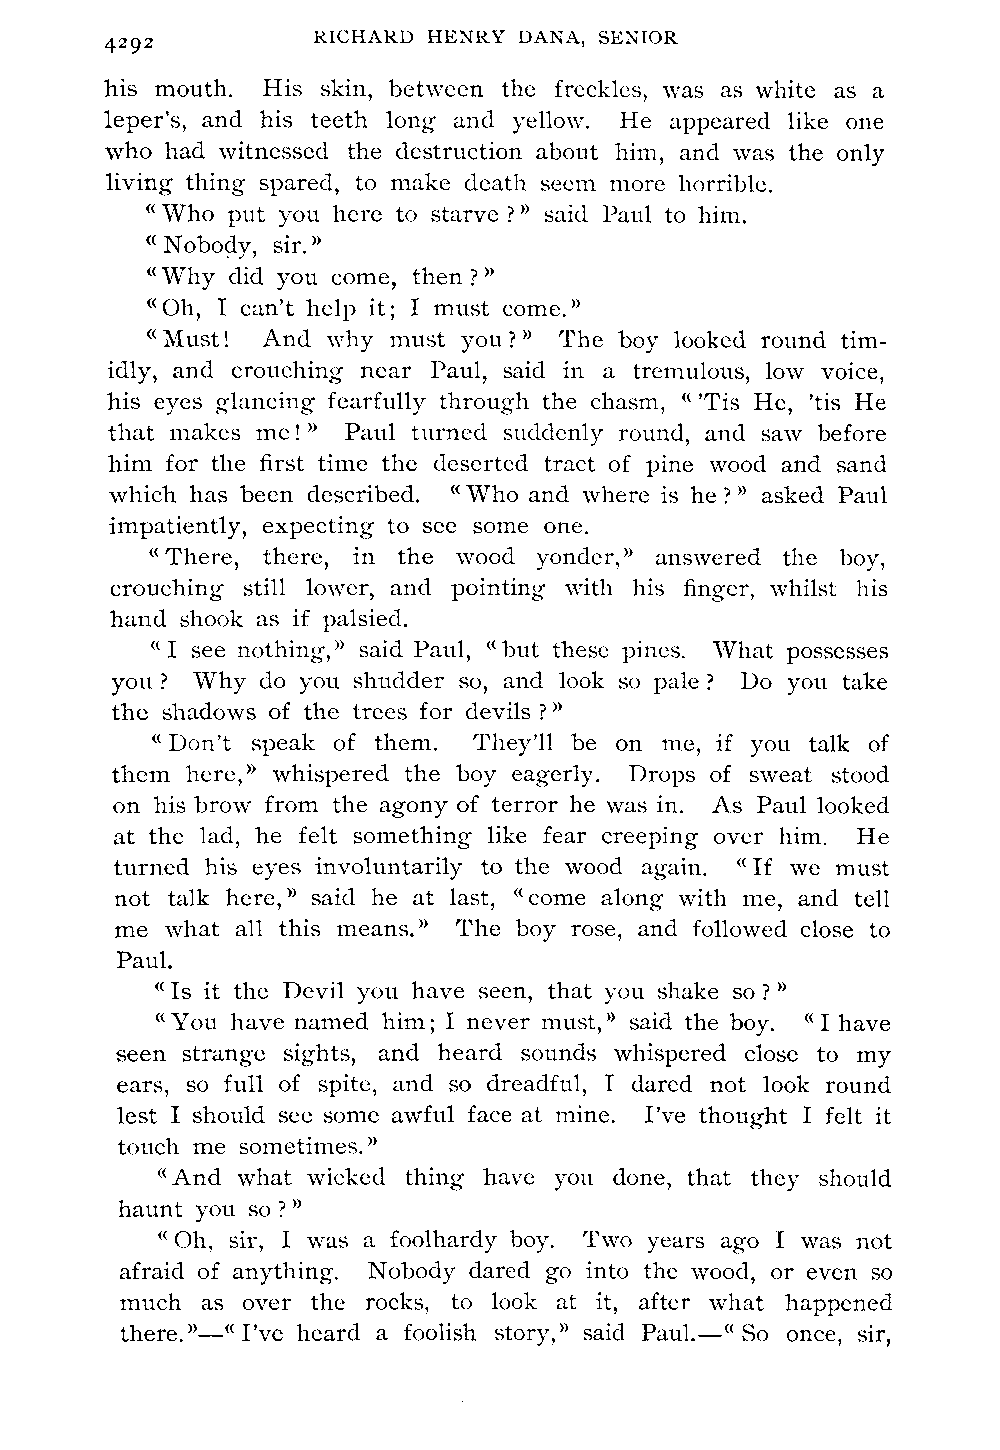 4292 RICHARD HENRY DANA, SENIOR
his mouth. His skin, between the freckles, was as white as a
leper's, and his teeth long and yellow. He appeared like one
who had witnessed the destruction about him, and was the only
living thing spared, to make death seem more horrible.
"Who put you here to starve?" said Paul to him.
"Nobody, sir."
"Why did you come, then?"
"Oh, I can't help it; I must come."
"Must! And why must you?" The boy looked round tim-
idly, and crouching near Paul, said in a tremulous, low voice,
his eyes glancing fearfully through the chasm, "'Tis He, 'tis He
that makes me!" Paul turned suddenly round, and saw before
him for the first time the deserted tract of pine wood and sand
which has been described. "Who and where is he?" asked Paul
impatiently, expecting to see some one.
"There, there, in the wood yonder," answered the boy,
crouching still lower, and pointing with his finger, whilst his
hand shook as if palsied.
"I see nothing," said Paul, "but these pines. What possesses
you? Why do you shudder so, and look so pale? Do you take
the shadows of the trees for devils?"
"Don't speak of them. They'll be on me, if you talk of
them here," whispered the boy eagerly. Drops of sweat stood
on his brow from the agony of terror he was in. As Paul looked
at the lad, he felt something like fear creeping over him. He
turned his eyes involuntarily to the wood again. "If we must
not talk here," said he at last, "come along with me, and tell
me what all this means." The boy rose, and followed close to
Paul.
"Is it the Devil you have seen, that you shake so?"
"You have named him; I never must," said the boy. "I have
seen strange sights, and heard sounds whispered close to my
ears, so full of spite, and so dreadful, I dared not look round
lest I should see some awful face at mine. I've thought I felt it
touch me sometimes."
"And what wicked thing have you done, that they should
haunt you so?"
"Oh, sir, I was a foolhardy boy. Two years ago I was not
afraid of anything. Nobody dared go into the wood, or even so
much as over the rocks, to look at it, after what happened
there."—"I've heard a foolish story," said Paul.—"So once, sir,